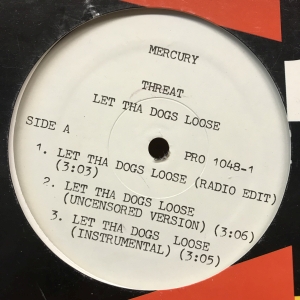 MERCURY
THREAT
LET THA DOGS LOOSE
SIDE A
PRO 1048-1
1. LET THA DOGS LOOSE (RADIO EDIT)
(3:03)
2. LET THA DOGS LOOSE
(UNCENSORED VERSION) (3:06)
3. LET THA DOGS LOOSE
(INSTRUMENTAL) (3:05)